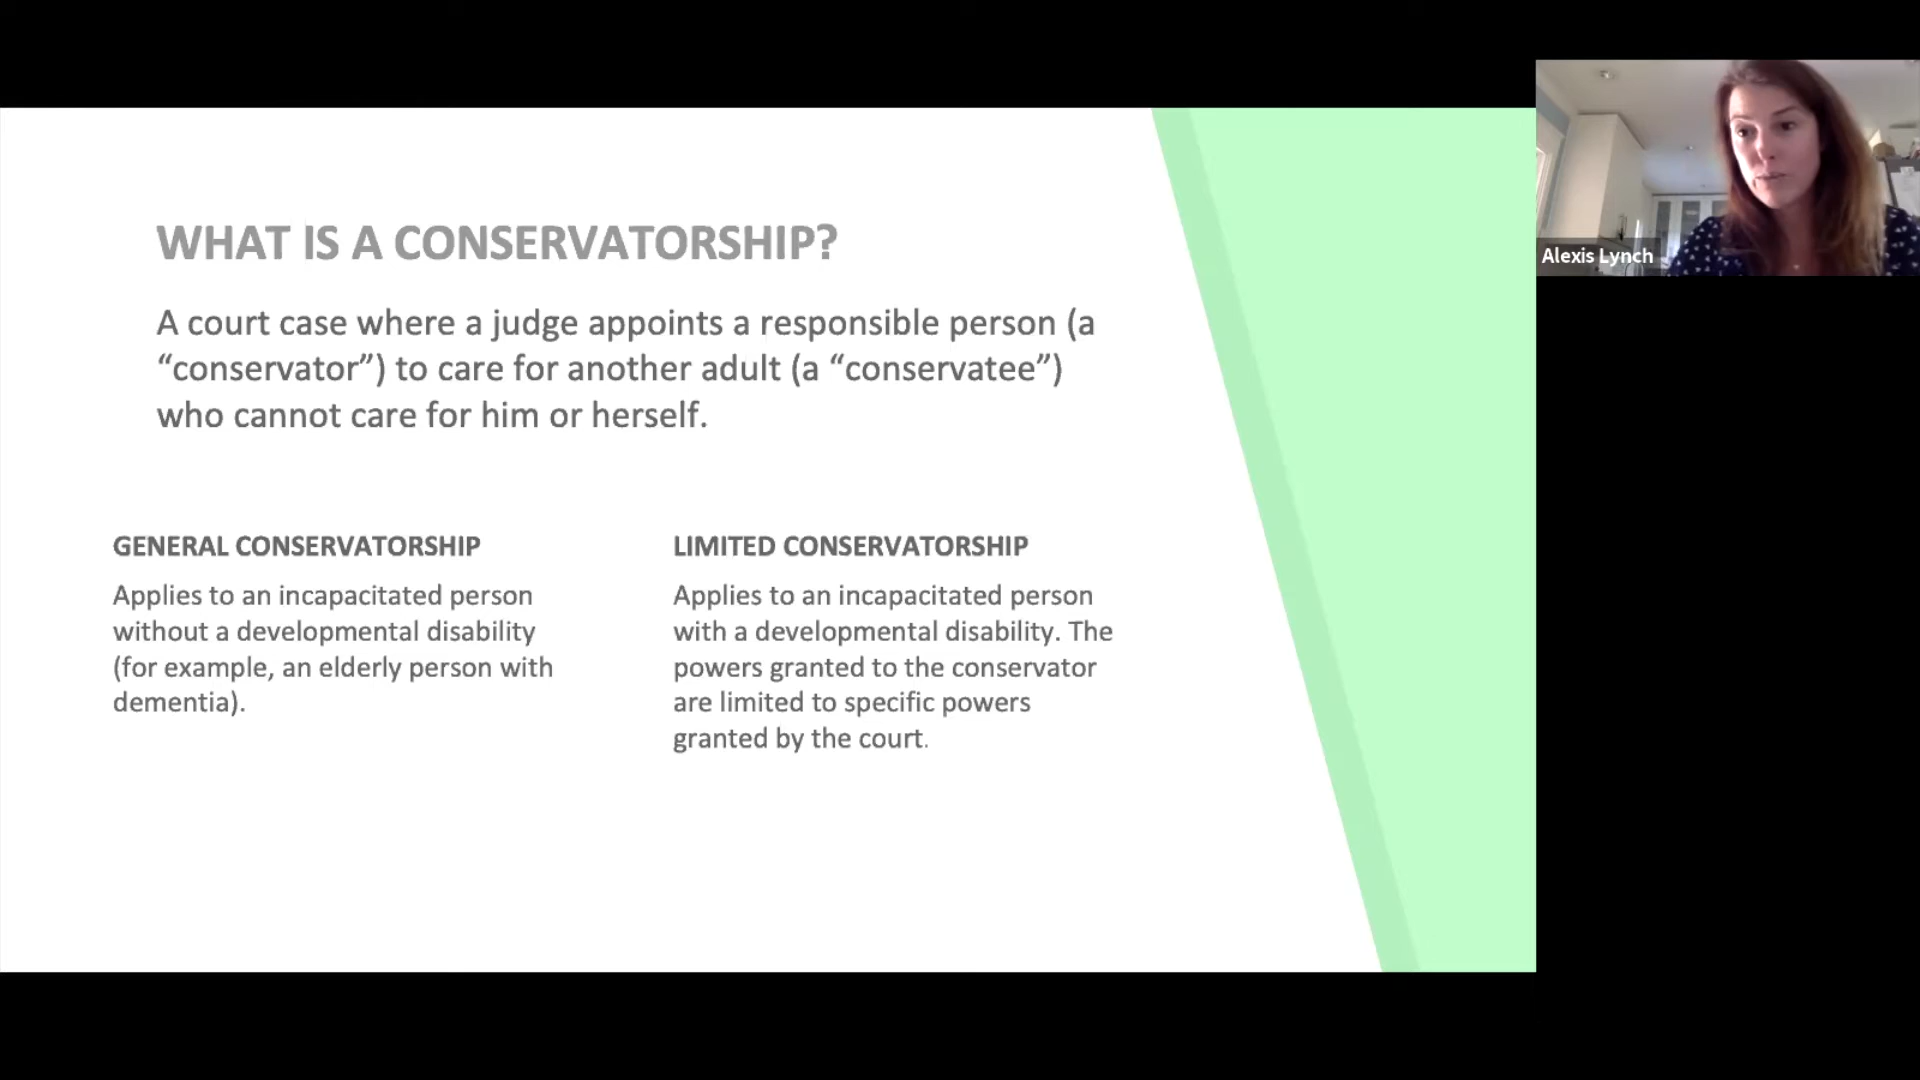 WHAT IS A CONSERVATORSHIP?
A court case where a judge appoints a responsible person (a
“conservator”) to care for another adult (a “conservatee”)
who cannot care for him or herself.
GENERAL CONSERVATORSHIP
Applies to an incapacitated person
without a developmental disability
(for example, an elderly person with
dementia).
LIMITED CONSERVATORSHIP
Applies to an incapacitated person
with a developmental disability. The
powers granted to the conservator
are limited to specific powers
granted by the court.
Alexis Lynch